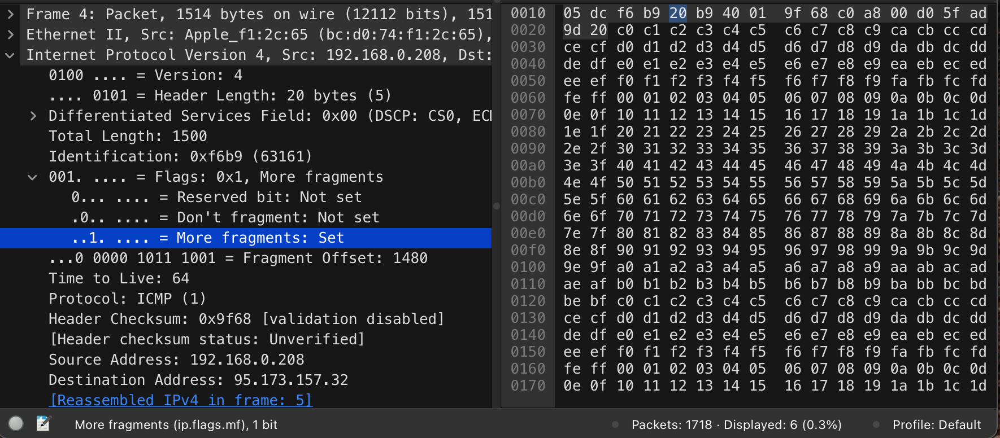 Frame 4: Packet, 1514 bytes on wire (12112 bits), 151
Ethernet II, Src: Apple_f1:2c:65 (bc:d0:74:f1:2c:65),
Internet Protocol Version 4, Src: 192.168.0.208, Dst:
0100 .... = Version: 4
.... 0101 = Header Length: 20 bytes (5)
Differentiated Services Field: 0x00 (DSCP: CS0, EC
Total Length: 1500
Identification: 0xf6b9 (63161)
001. .... = Flags: 0x1, More fragments
0... .... = Reserved bit: Not set
.0.. .... = Don't fragment: Not set
..1. .... = More fragments: Set
...0 0000 1011 1001 = Fragment Offset: 1480
Time to Live: 64
Protocol: ICMP (1)
Header Checksum: 0x9f68 [validation disabled]
[Header checksum status: Unverified]
Source Address: 192.168.0.208
Destination Address: 95.173.157.32
[Reassembled IPv4 in frame: 5]
0010 05 dc f6 b9 20 b9 40 01 9f 68 c0 a8 00 d0 5f ad
0020 9d 20 c0 c1 c2 c3 c4 c5 c6 c7 c8 c9 ca cb cc cd
0030 ce cf d0 d1 d2 d3 d4 d5 d6 d7 d8 d9 da db dc dd
0040 de df e0 e1 e2 e3 e4 e5 e6 e7 e8 e9 ea eb ec ed
0050 ee ef f0 f1 f2 f3 f4 f5 f6 f7 f8 f9 fa fb fc fd
0060 fe ff 00 01 02 03 04 05 06 07 08 09 0a 0b 0c 0d
0070 0e 0f 10 11 12 13 14 15 16 17 18 19 1a 1b 1c 1d
0080 1e 1f 20 21 22 23 24 25 26 27 28 29 2a 2b 2c 2d
0090 2e 2f 30 31 32 33 34 35 36 37 38 39 3a 3b 3c 3d
00a0 3e 3f 40 41 42 43 44 45 46 47 48 49 4a 4b 4c 4d
00b0 4e 4f 50 51 52 53 54 55 56 57 58 59 5a 5b 5c 5d
00c0 5e 5f 60 61 62 63 64 65 66 67 68 69 6a 6b 6c 6d
00d0 6e 6f 70 71 72 73 74 75 76 77 78 79 7a 7b 7c 7d
00e0 7e 7f 80 81 82 83 84 85 86 87 88 89 8a 8b 8c 8d
00f0 8e 8f 90 91 92 93 94 95 96 97 98 99 9a 9b 9c 9d
0100 9e 9f a0 a1 a2 a3 a4 a5 a6 a7 a8 a9 aa ab ac ad
0110 ae af b0 b1 b2 b3 b4 b5 b6 b7 b8 b9 ba bb bc bd
0120 be bf c0 c1 c2 c3 c4 c5 c6 c7 c8 c9 ca cb cc cd
0130 ce cf d0 d1 d2 d3 d4 d5 d6 d7 d8 d9 da db dc dd
0140 de df e0 e1 e2 e3 e4 e5 e6 e7 e8 e9 ea eb ec ed
0150 ee ef f0 f1 f2 f3 f4 f5 f6 f7 f8 f9 fa fb fc fd
0160 fe ff 00 01 02 03 04 05 06 07 08 09 0a 0b 0c 0d
0170 0e 0f 10 11 12 13 14 15 16 17 18 19 1a 1b 1c 1d
More fragments (ip.flags.mf), 1 bit
Packets: 1718 · Displayed: 6 (0.3%)
Profile: Default